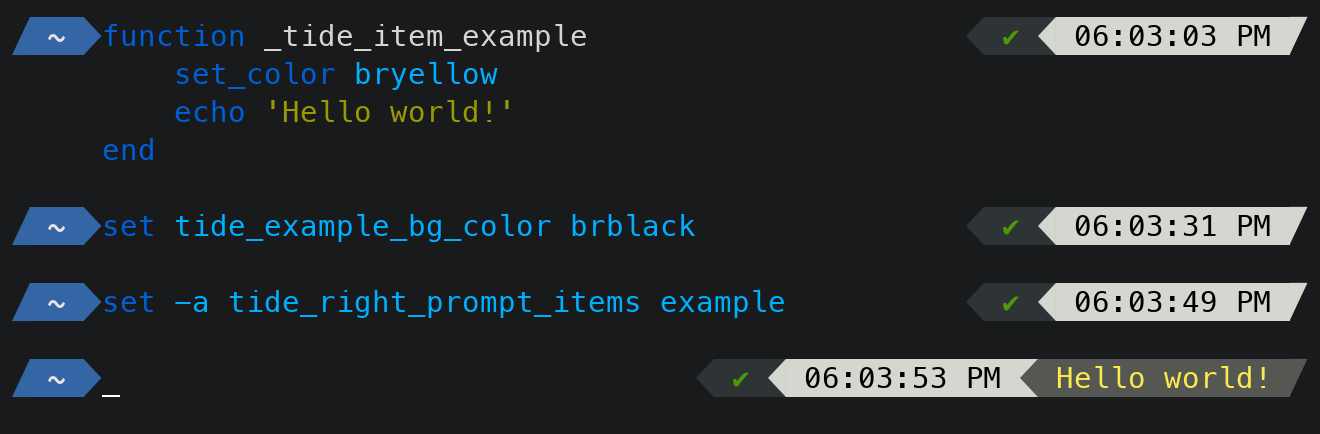 ~ function _tide_item_example ✔ 06:03:03 PM
set_color bryellow
echo 'Hello world!'
end
~ set tide_example_bg_color brblack ✔ 06:03:31 PM
~ set -a tide_right_prompt_items example ✔ 06:03:49 PM
~ _ ✔ 06:03:53 PM Hello world!